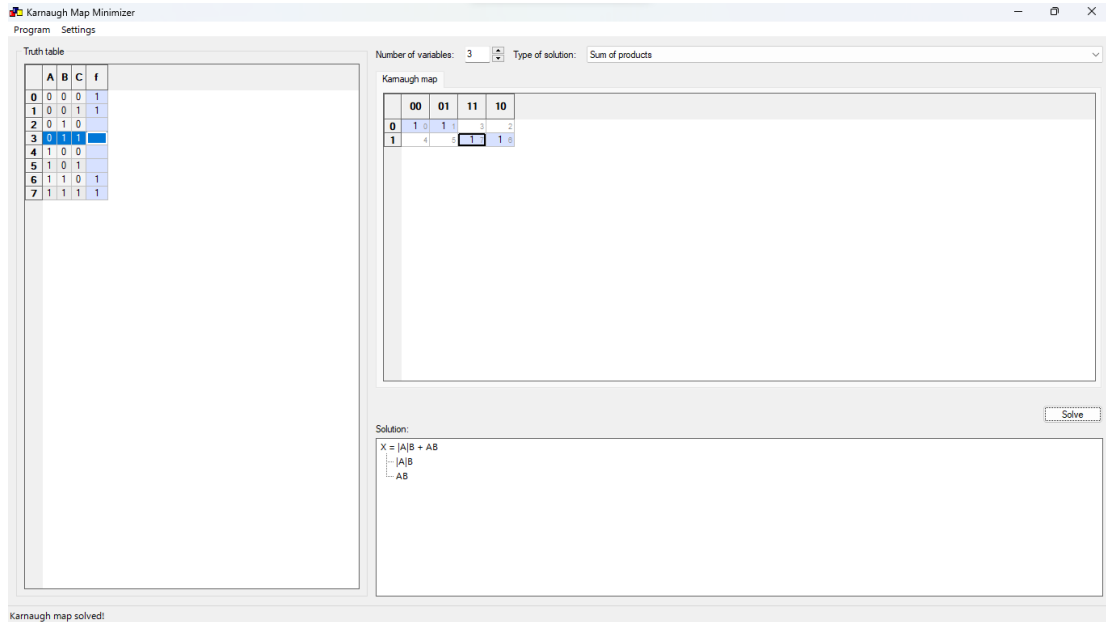 Karnaugh Map Minimizer
Program Settings
Truth table
Number of variables: 3 Type of solution: Sum of products
Karnaugh map
A B C f
0 0 0 0 1
1 0 0 1 1
2 0 1 0
3 0 1 1
4 1 0 0
5 1 0 1
6 1 1 0 1
7 1 1 1 1
00 01 11 10
0 1 0 1 1 3 2
1 4 5 1 7 1 6
Solve
Solution:
X = |A|B + AB
|A|B
AB
Karnaugh map solved!